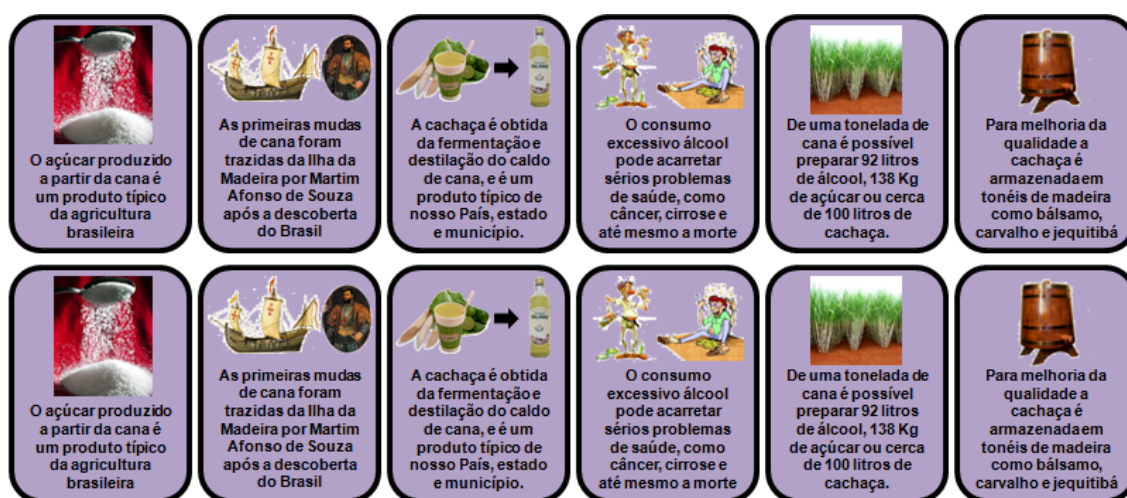 O açúcar produzido
a partir da cana é
um produto típico
da agricultura
brasileira
As primeiras mudas
de cana foram
trazidas da Ilha da
Madeira por Martim
Afonso de Souza
após a descoberta
do Brasil
A cachaça é obtida
da fermentação e
destilação do caldo
de cana, e é um
produto típico de
nosso País, estado
e município.
O consumo
excessivo álcool
pode acarretar
sérios problemas
de saúde, como
câncer, cirrose e
até mesmo a morte
De uma tonelada de
cana é possível
preparar 92 litros
de álcool, 138 Kg
de açúcar ou cerca
de 100 litros de
cachaça.
Para melhoria da
qualidade a
cachaça é
armazenada em
tonéis de madeira
como bálsamo,
carvalho e jequitibá
O açúcar produzido
a partir da cana é
um produto típico
da agricultura
brasileira
As primeiras mudas
de cana foram
trazidas da Ilha da
Madeira por Martim
Afonso de Souza
após a descoberta
do Brasil
A cachaça é obtida
da fermentação e
destilação do caldo
de cana, e é um
produto típico de
nosso País, estado
e município.
O consumo
excessivo álcool
pode acarretar
sérios problemas
de saúde, como
câncer, cirrose e
até mesmo a morte
De uma tonelada de
cana é possível
preparar 92 litros
de álcool, 138 Kg
de açúcar ou cerca
de 100 litros de
cachaça.
Para melhoria da
qualidade a
cachaça é
armazenada em
tonéis de madeira
como bálsamo,
carvalho e jequitibá